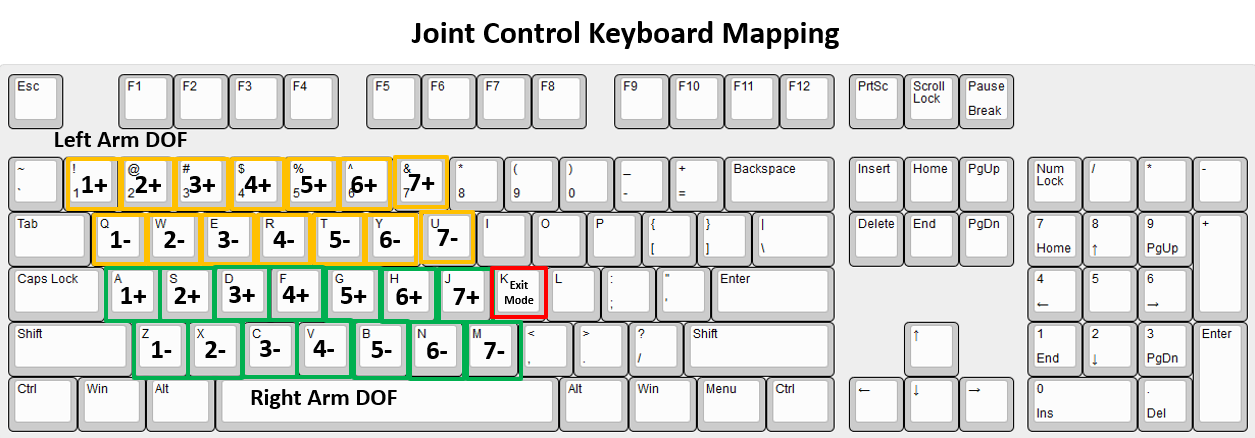 Joint Control Keyboard Mapping
Esc F1 F2 F3 F4 F5 F6 F7 F8 F9 F10 F11 F12 PrtSc Scroll Lock Pause Break
Left Arm DOF
~ ` ! 1 1+ @ 2 2+ # 3 3+ $ 4 4+ % 5 5+ ^ 6 6+ & 7 7+ * 8 ( 9 ) 0 _ - + = Backspace Insert Home PgUp Num Lock / * -
Tab Q 1- W 2- E 3- R 4- T 5- Y 6- U 7- I O P { [ } ] | \ Delete End PgDn 7 Home 8 ↑ 9 PgUp +
Caps Lock A 1+ S 2+ D 3+ F 4+ G 5+ H 6+ J 7+ K Exit Mode L : ; " ' Enter 4 ← 5 6 →
Shift Z 1- X 2- C 3- V 4- B 5- N 6- M 7- < , > . ? / Shift ↑ 1 End 2 ↓ 3 PgDn Enter
Ctrl Win Alt Alt Win Menu Ctrl ← ↓ → 0 Ins . Del
Right Arm DOF